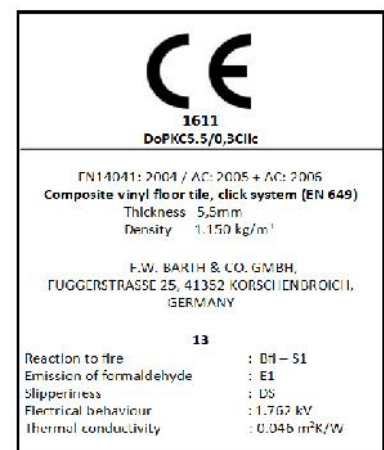 CE
1611
DoPKC5.5/0,3Cllc
EN14041: 2004 / AC: 2005 + AC: 2006
Composite vinyl floor tile, click system (EN 649)
Thickness 5,5mm
Density 1.150 kg/m³
F.W. BARTH & CO. GMBH,
FUGGERSTRASSE 25, 41352 KORSCHENBROICH,
GERMANY
13
Reaction to fire : Bfl – S1
Emission of formaldehyde : E1
Slipperiness : DS
Electrical behaviour : 1.762 kV
Thermal conductivity : 0.046 m²K/W